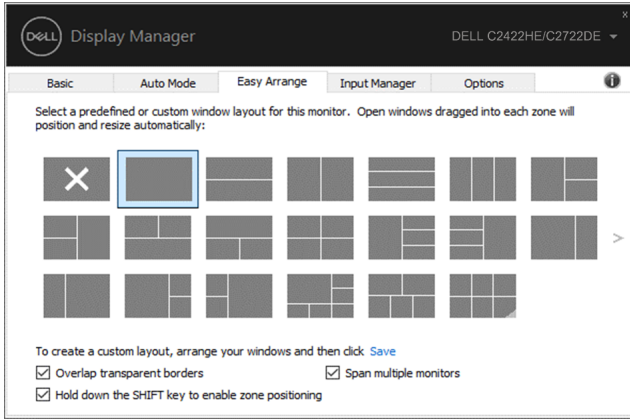 x
DELL Display Manager
DELL C2422HE/C2722DE
Basic
Auto Mode
Easy Arrange
Input Manager
Options
i
Select a predefined or custom window layout for this monitor. Open windows dragged into each zone will
position and resize automatically:
>
To create a custom layout, arrange your windows and then click Save
Overlap transparent borders
Span multiple monitors
Hold down the SHIFT key to enable zone positioning